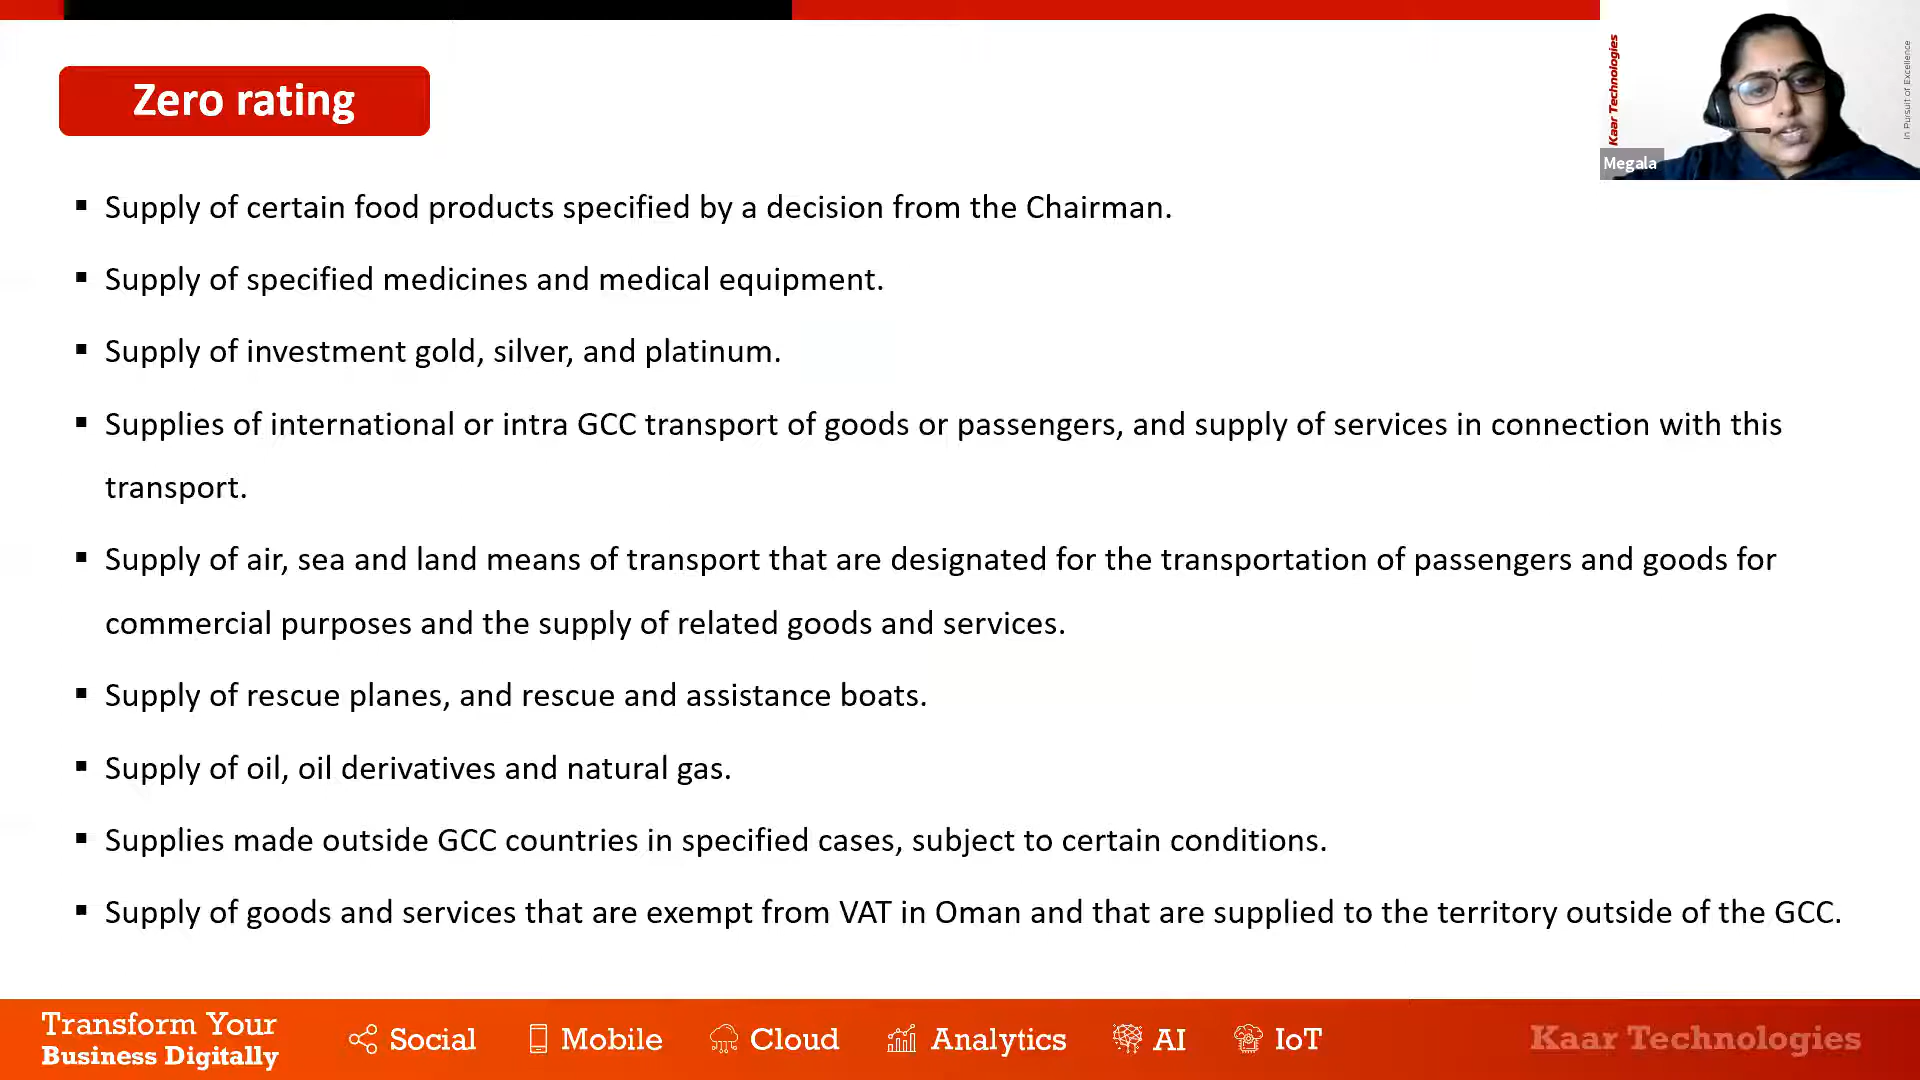 Zero rating
Kaar Technologies
In Pursuit of Excellence
Megala
▪ Supply of certain food products specified by a decision from the Chairman.
▪ Supply of specified medicines and medical equipment.
▪ Supply of investment gold, silver, and platinum.
▪ Supplies of international or intra GCC transport of goods or passengers, and supply of services in connection with this
transport.
▪ Supply of air, sea and land means of transport that are designated for the transportation of passengers and goods for
commercial purposes and the supply of related goods and services.
▪ Supply of rescue planes, and rescue and assistance boats.
▪ Supply of oil, oil derivatives and natural gas.
▪ Supplies made outside GCC countries in specified cases, subject to certain conditions.
▪ Supply of goods and services that are exempt from VAT in Oman and that are supplied to the territory outside of the GCC.
Transform Your
Business Digitally
Social
Mobile
Cloud
Analytics
AI
IoT
Kaar Technologies